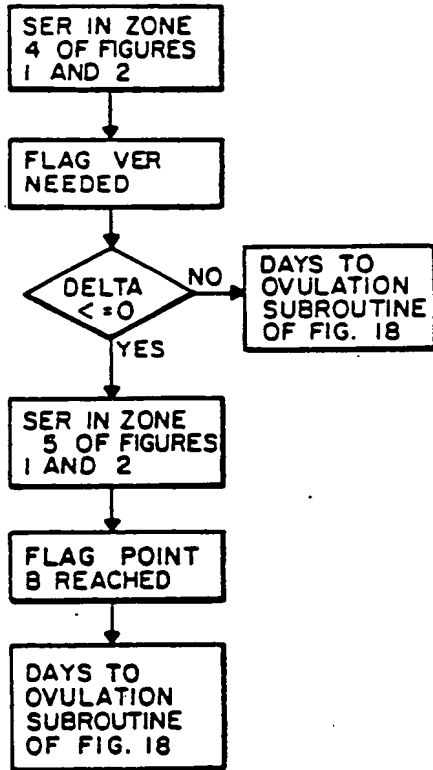 SER IN ZONE
4 OF FIGURES
1 AND 2
FLAG VER
NEEDED
DELTA
<=0
NO
DAYS TO
OVULATION
SUBROUTINE
OF FIG. 18
YES
SER IN ZONE
5 OF FIGURES
1 AND 2
FLAG POINT
B REACHED
DAYS TO
OVULATION
SUBROUTINE
OF FIG. 18